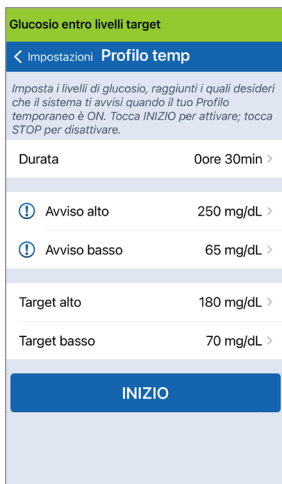 Glucosio entro livelli target
Impostazioni Profilo temp
Imposta i livelli di glucosio, raggiunti i quali desideri
che il sistema ti avvisi quando il tuo Profilo
temporaneo è ON. Tocca INIZIO per attivare; tocca
STOP per disattivare.
Durata 0ore 30min
Avviso alto 250 mg/dL
Avviso basso 65 mg/dL
Target alto 180 mg/dL
Target basso 70 mg/dL
INIZIO